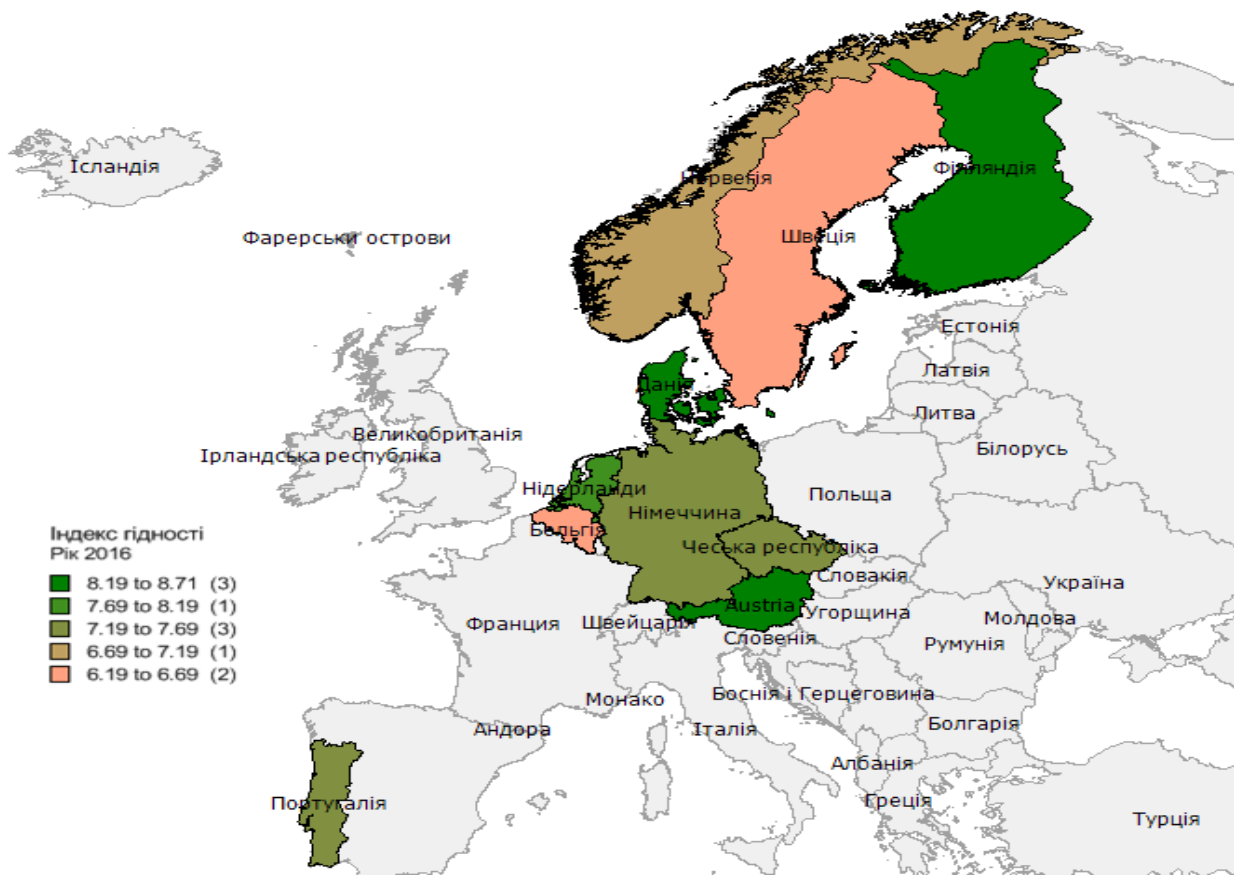 Ісландія
Фарерськи острови
Норвегія
Фінляндія
Швеція
Естонія
Латвія
Литва
Білорусь
Данія
Великобританія
Ірландська республіка
Нідерланди
Німеччина
Польща
Бельгія
Чеська республіка
Словакія
Україна
Austria
Угорщина
Молдова
Франция
Швейцарія
Словенія
Румунія
Монако
Боснія і Герцеговина
Андора
Італія
Болгарія
Албанія
Португалія
Греція
Турція
Індекс гідності
Рік 2016
8.19 to 8.71 (3)
7.69 to 8.19 (1)
7.19 to 7.69 (3)
6.69 to 7.19 (1)
6.19 to 6.69 (2)